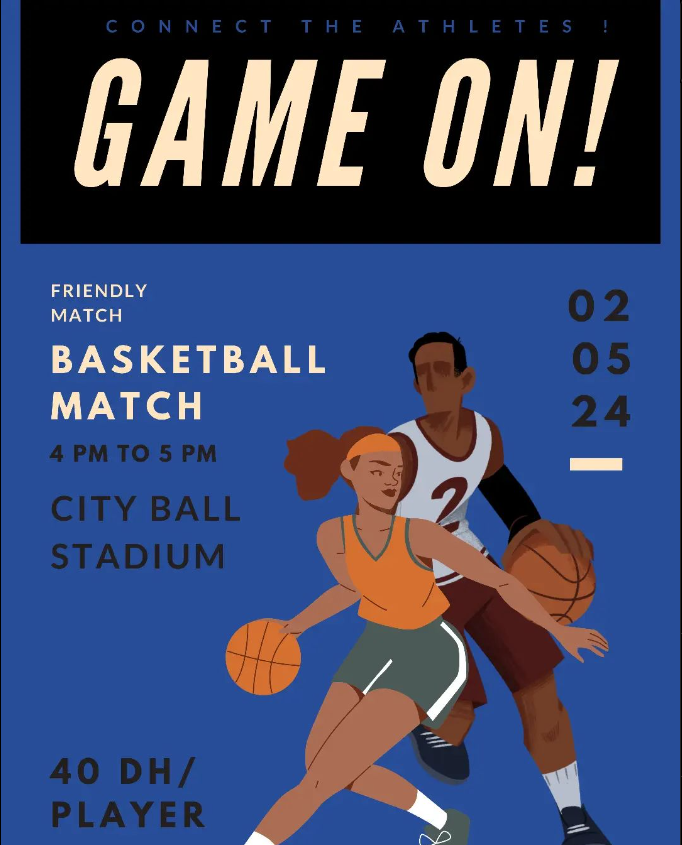 CONNECT THE ATHLETES !
GAME ON!
FRIENDLY
MATCH
BASKETBALL
MATCH
4 PM TO 5 PM
CITY BALL
STADIUM
02
05
24
2
40 DH/
PLAYER